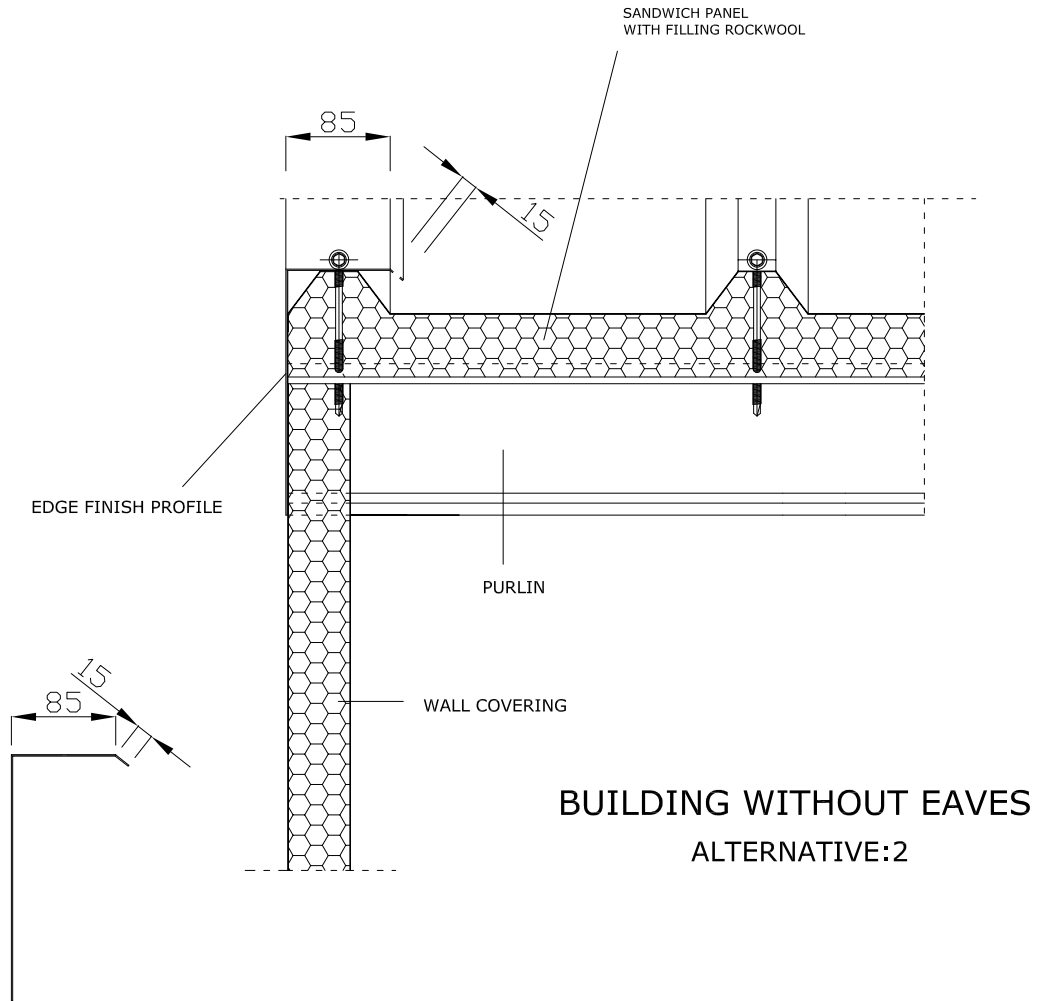 SANDWICH PANEL
WITH FILLING ROCKWOOL
85
15
EDGE FINISH PROFILE
PURLIN
15
85
WALL COVERING
BUILDING WITHOUT EAVES
ALTERNATIVE:2